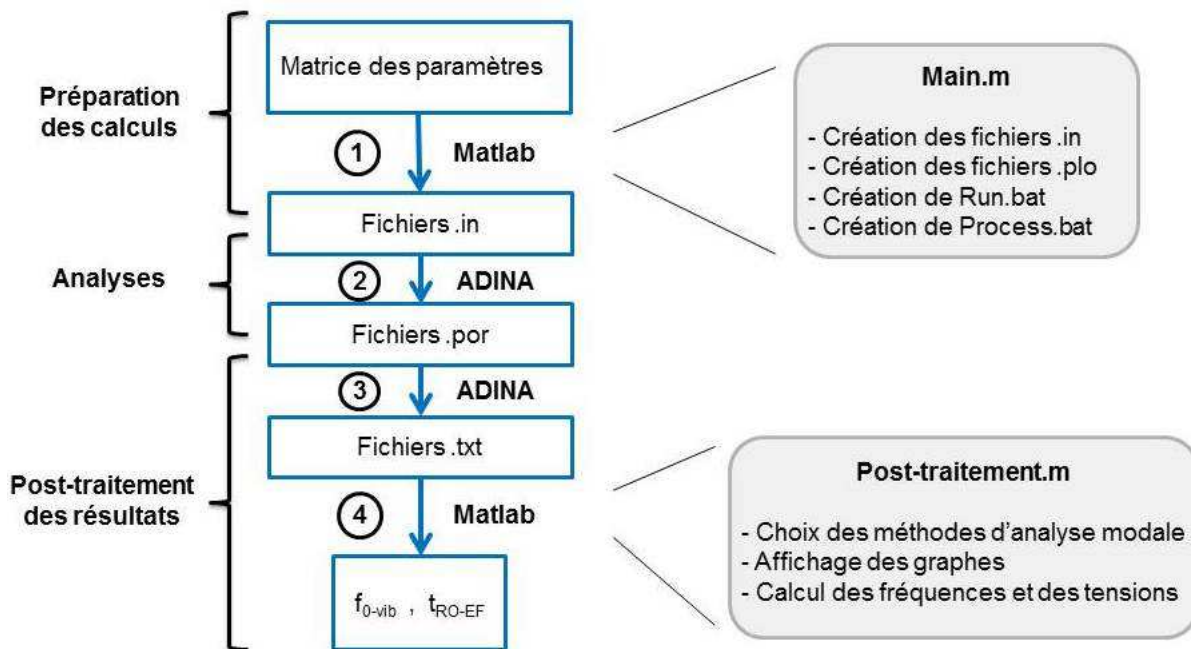 Préparation
des calculs
Matrice des paramètres
1
Matlab
Fichiers .in
Analyses
2
ADINA
Fichiers .por
3
ADINA
Fichiers .txt
Post-traitement
des résultats
4
Matlab
f0-vib , tRO-EF
Main.m
- Création des fichiers .in
- Création des fichiers .plo
- Création de Run.bat
- Création de Process.bat
Post-traitement.m
- Choix des méthodes d'analyse modale
- Affichage des graphes
- Calcul des fréquences et des tensions